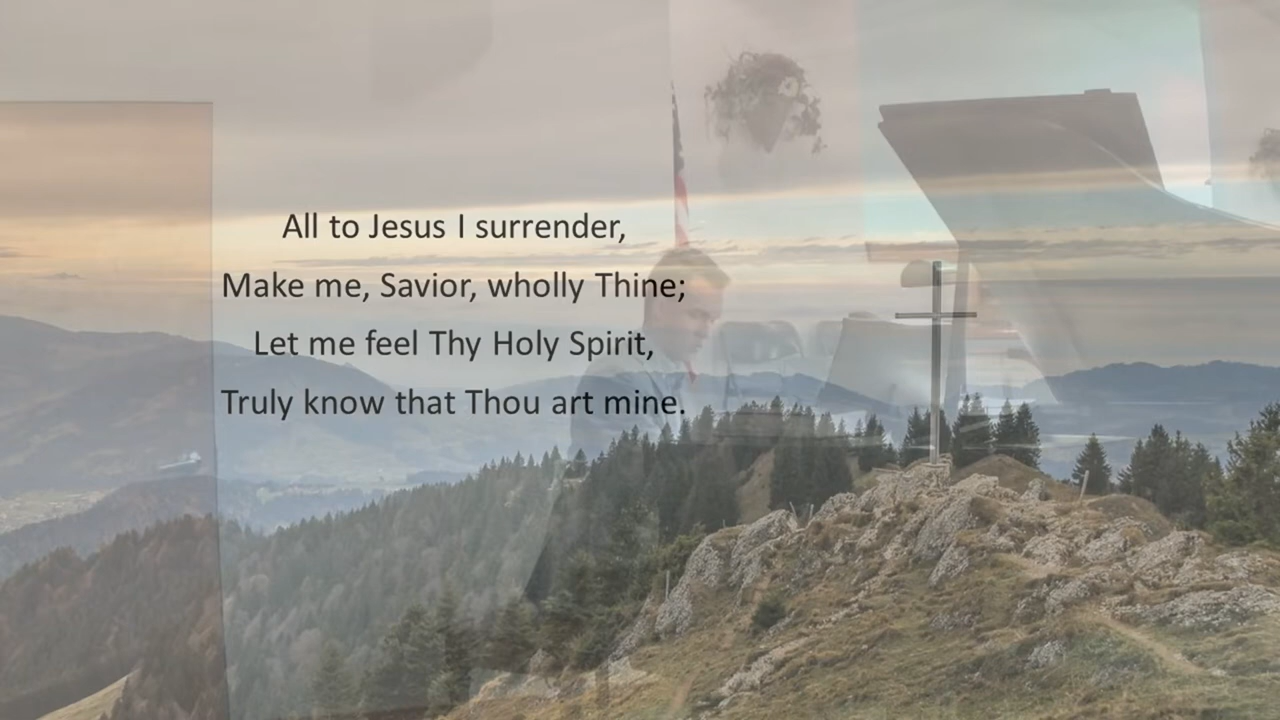 All to Jesus I surrender,
Make me, Savior, wholly Thine;
Let me feel Thy Holy Spirit,
Truly know that Thou art mine.